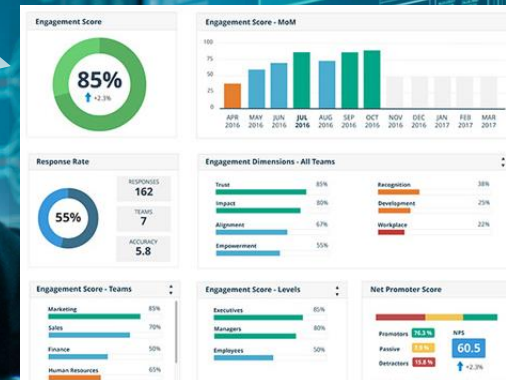 Engagement Score
85%
+2.3%
Engagement Score - MoM
100
75
50
25
0
APR 2016
MAY 2016
JUN 2016
JUL 2016
AUG 2016
SEP 2016
OCT 2016
NOV 2016
DEC 2016
JAN 2017
FEB 2017
MAR 2017
Response Rate
55%
RESPONSES
162
TEAMS
7
ACCURACY
5.8
Engagement Dimensions - All Teams
Trust 85%
Impact 80%
Alignment 67%
Empowerment 55%
Recognition 38%
Development 25%
Workplace 22%
Engagement Score - Teams
Marketing 85%
Sales 70%
Finance 50%
Human Resources 65%
Engagement Score - Levels
Executives 85%
Managers 80%
Employees 50%
Net Promoter Score
Promotors 76.3 %
Passive
Detractors 15.8 %
NPS
60.5
+2.3%